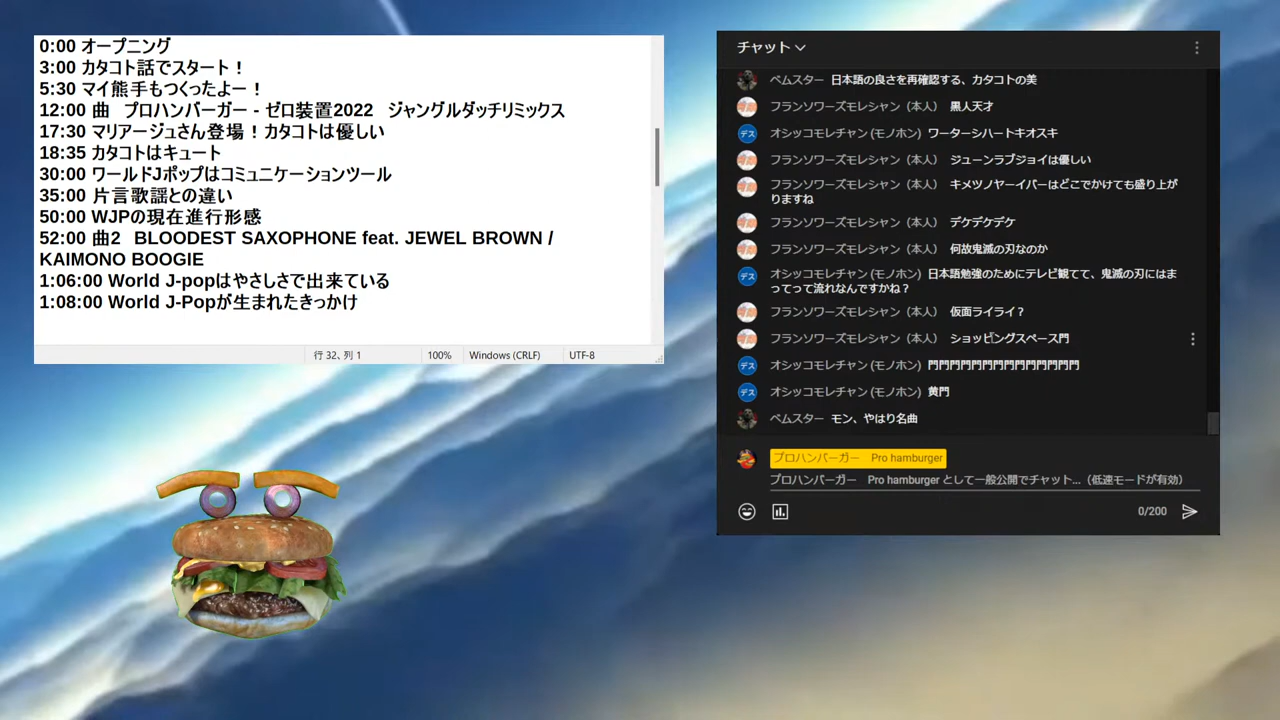 0:00 オープニング
3:00 カタコト話でスタート！
5:30 マイ熊手もつくったよー！
12:00 曲　プロハンバーガー - ゼロ装置2022　ジャングルダッチリミックス
17:30 マリアージュさん登場！カタコトは優しい
18:35 カタコトはキュート
30:00 ワールドJポップはコミュニケーションツール
35:00 片言歌謡との違い
50:00 WJPの現在進行形感
52:00 曲2　BLOODEST SAXOPHONE feat. JEWEL BROWN /
KAIMONO BOOGIE
1:06:00 World J-popはやさしさで出来ている
1:08:00 World J-Popが生まれたきっかけ
行 32、列 1　100%　Windows (CRLF)　UTF-8
チャット
ベムスター 日本語の良さを再確認する、カタコトの美
フランソワーズモレシャン（本人） 黒人天才
デス オシッコモレチャン (モノホン) ワーターシハートキオスキ
フランソワーズモレシャン（本人） ジューンラブジョイは優しい
フランソワーズモレシャン（本人） キメツノヤーイバーはどこでかけても盛り上が
りますね
フランソワーズモレシャン（本人） デケデケデケ
フランソワーズモレシャン（本人） 何故鬼滅の刃なのか
デス オシッコモレチャン (モノホン) 日本語勉強のためにテレビ観てて、鬼滅の刃にはま
ってって流れなんですかね？
フランソワーズモレシャン（本人） 仮面ライライ？
フランソワーズモレシャン（本人） ショッピングスペース門
デス オシッコモレチャン (モノホン) 門門門門門門門門門門門門門門
デス オシッコモレチャン (モノホン) 黄門
ベムスター モン、やはり名曲
プロハンバーガー　Pro hamburger
プロハンバーガー　Pro hamburger として一般公開でチャット...（低速モードが有効）
0/200